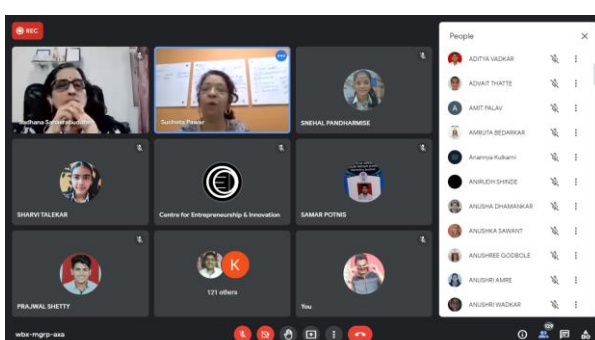 REC
People
Sadhana Sahasrabuddhe
Sucheta Pawar
SNEHAL PANDHARMISE
SHARVI TALEKAR
Centre for Entrepreneurship & Innovation
SAMAR POTNIS
PRAJWAL SHETTY
K
121 others
You
ADITYA VADKAR
ADVAIT THATTE
A
AMIT PALAV
AMRUTA BEDARKAR
Anannya Kulkarni
ANIRUDH SHINDE
ANUSHA DHAMANKAR
ANUSHKA SAWANT
ANUSHREE GODBOLE
ANUSHRI AMRE
ANUSHRI WADKAR
wbx-mgrp-axa
129